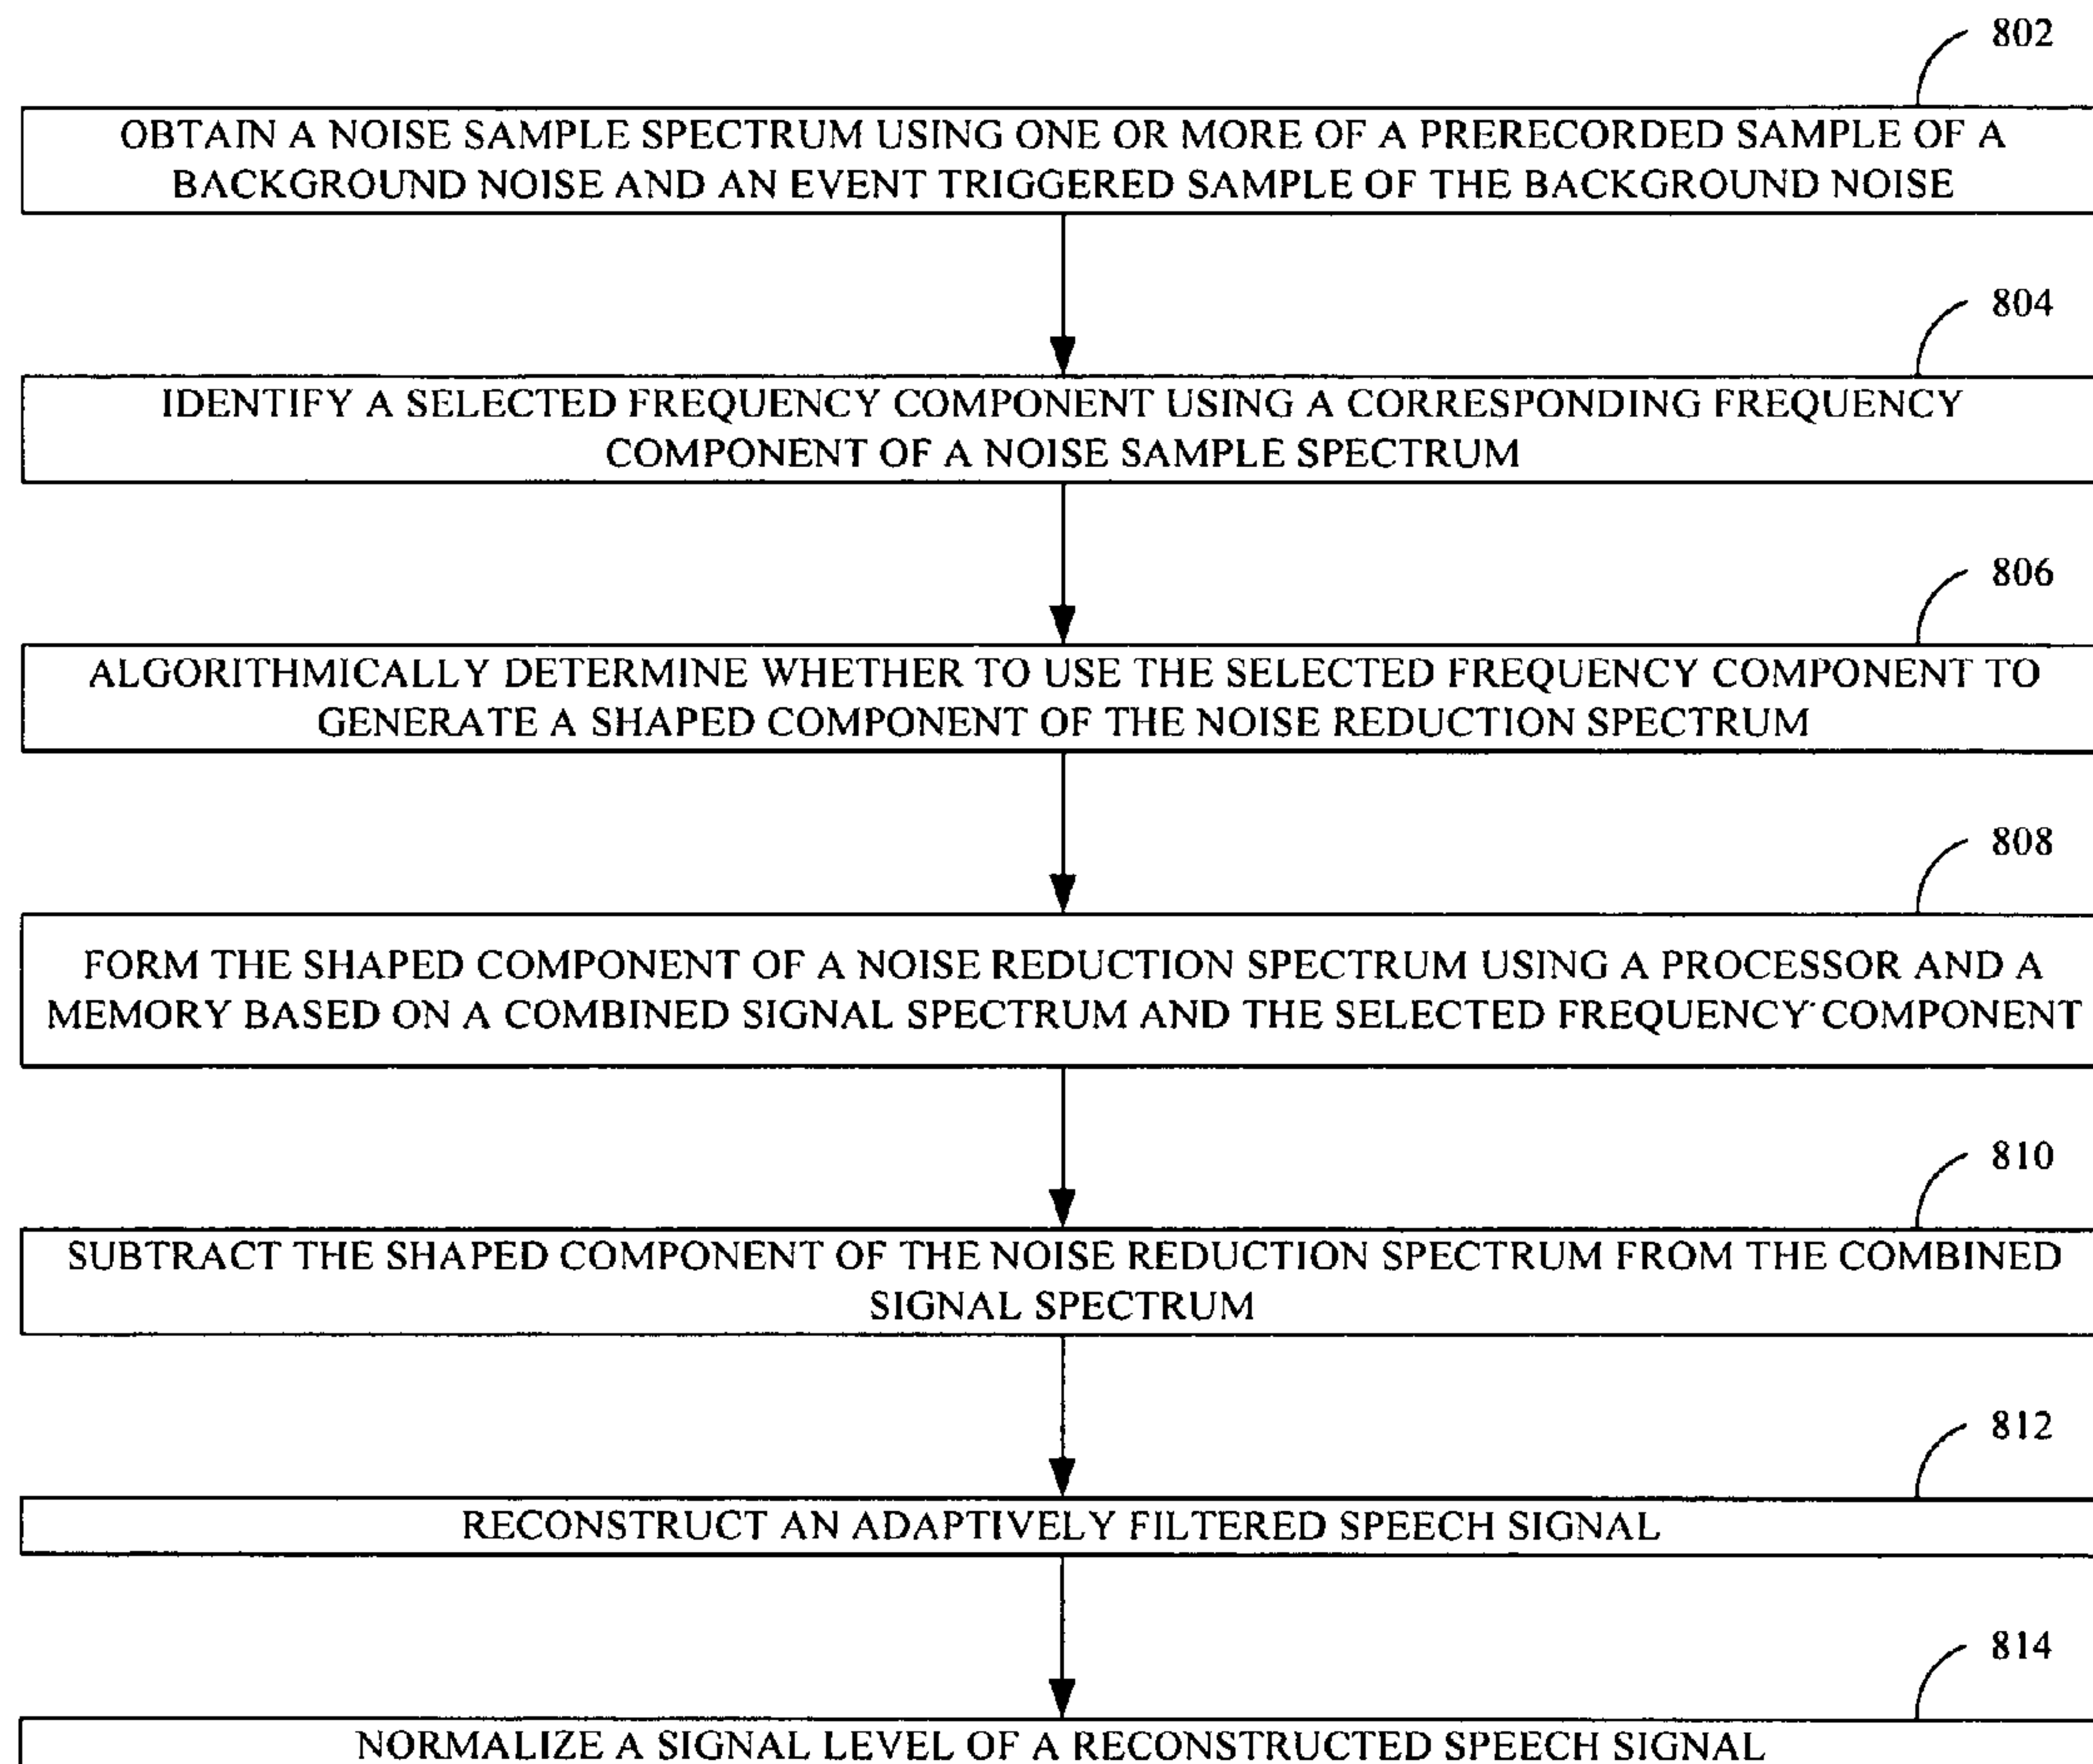 802
OBTAIN A NOISE SAMPLE SPECTRUM USING ONE OR MORE OF A PRERECORDED SAMPLE OF A
BACKGROUND NOISE AND AN EVENT TRIGGERED SAMPLE OF THE BACKGROUND NOISE
804
IDENTIFY A SELECTED FREQUENCY COMPONENT USING A CORRESPONDING FREQUENCY
COMPONENT OF A NOISE SAMPLE SPECTRUM
806
ALGORITHMICALLY DETERMINE WHETHER TO USE THE SELECTED FREQUENCY COMPONENT TO
GENERATE A SHAPED COMPONENT OF THE NOISE REDUCTION SPECTRUM
808
FORM THE SHAPED COMPONENT OF A NOISE REDUCTION SPECTRUM USING A PROCESSOR AND A
MEMORY BASED ON A COMBINED SIGNAL SPECTRUM AND THE SELECTED FREQUENCY COMPONENT
810
SUBTRACT THE SHAPED COMPONENT OF THE NOISE REDUCTION SPECTRUM FROM THE COMBINED
SIGNAL SPECTRUM
812
RECONSTRUCT AN ADAPTIVELY FILTERED SPEECH SIGNAL
814
NORMALIZE A SIGNAL LEVEL OF A RECONSTRUCTED SPEECH SIGNAL